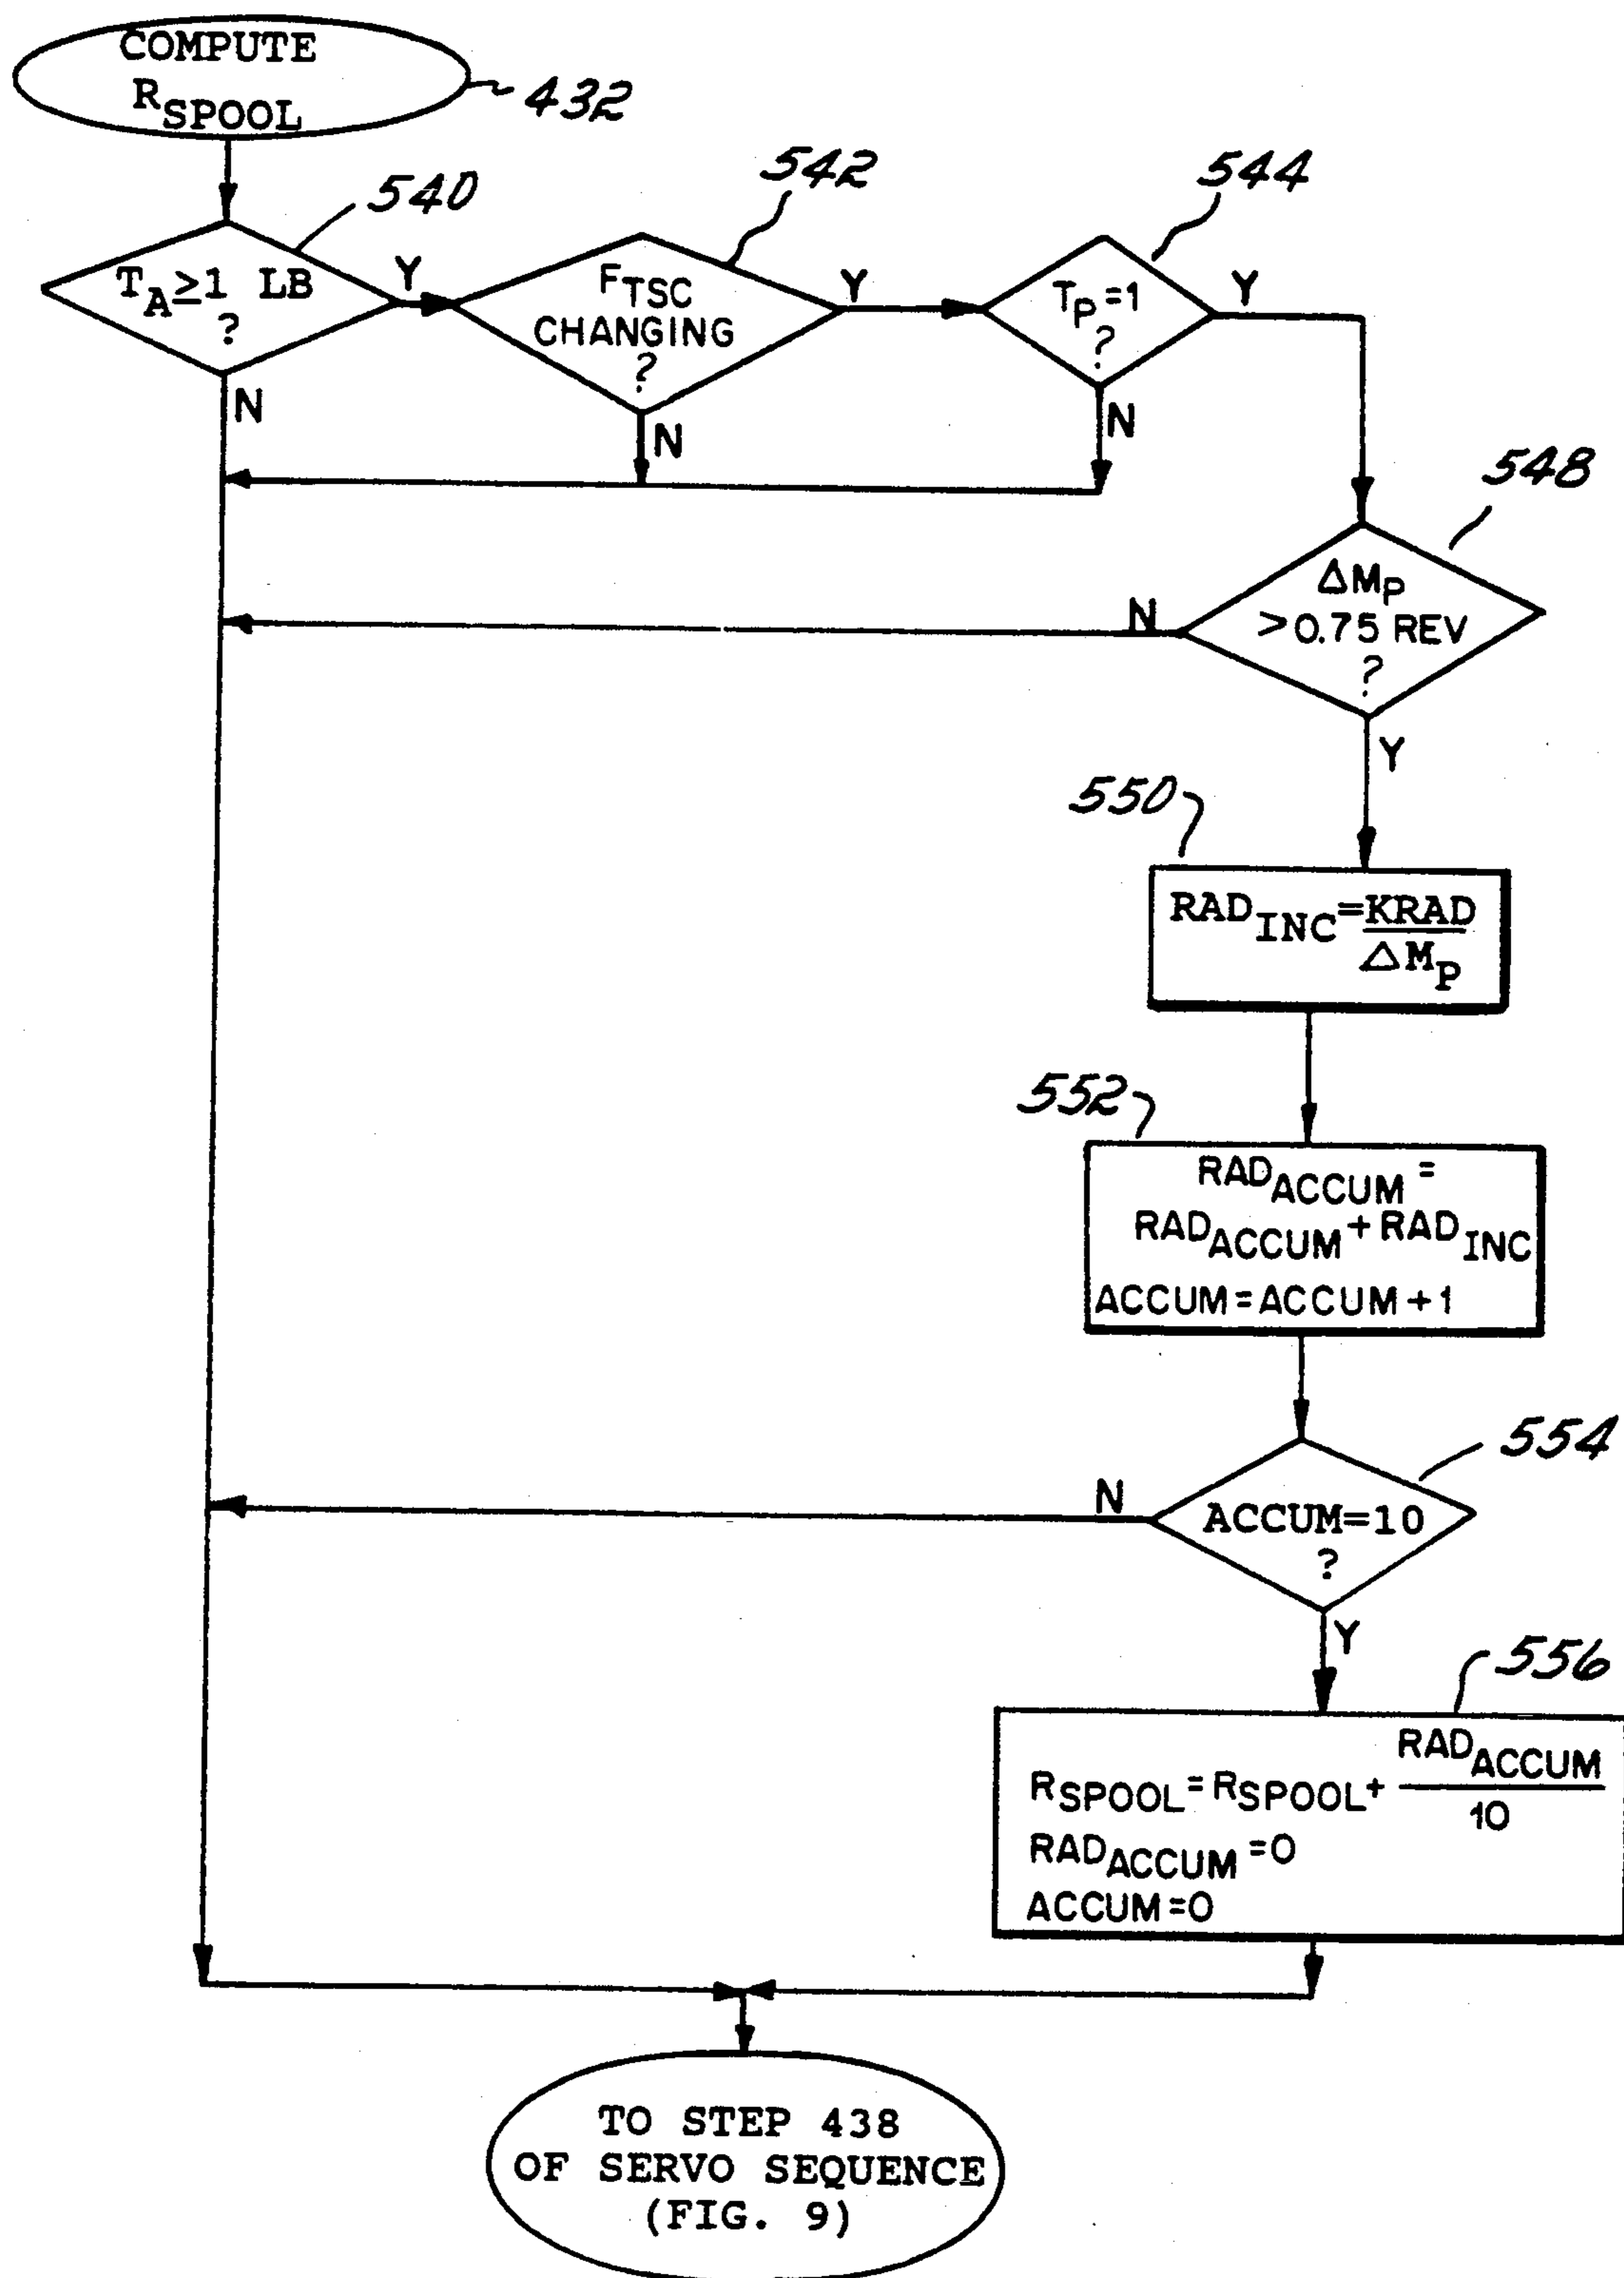 COMPUTE
RSPOOL
432
540
542
544
TA≥1 LB
?
Y
N
FTSC
CHANGING
?
Y
N
TP=1
?
Y
N
548
ΔMP
>0.75 REV
?
N
Y
550
RADINC=KRAD
ΔMP
552
RADACCUM=
RADACCUM+RADINC
ACCUM=ACCUM+1
554
N
ACCUM=10
?
Y
556
RSPOOL=RSPOOL+ RADACCUM
10
RADACCUM=0
ACCUM=0
TO STEP 438
OF SERVO SEQUENCE
(FIG. 9)